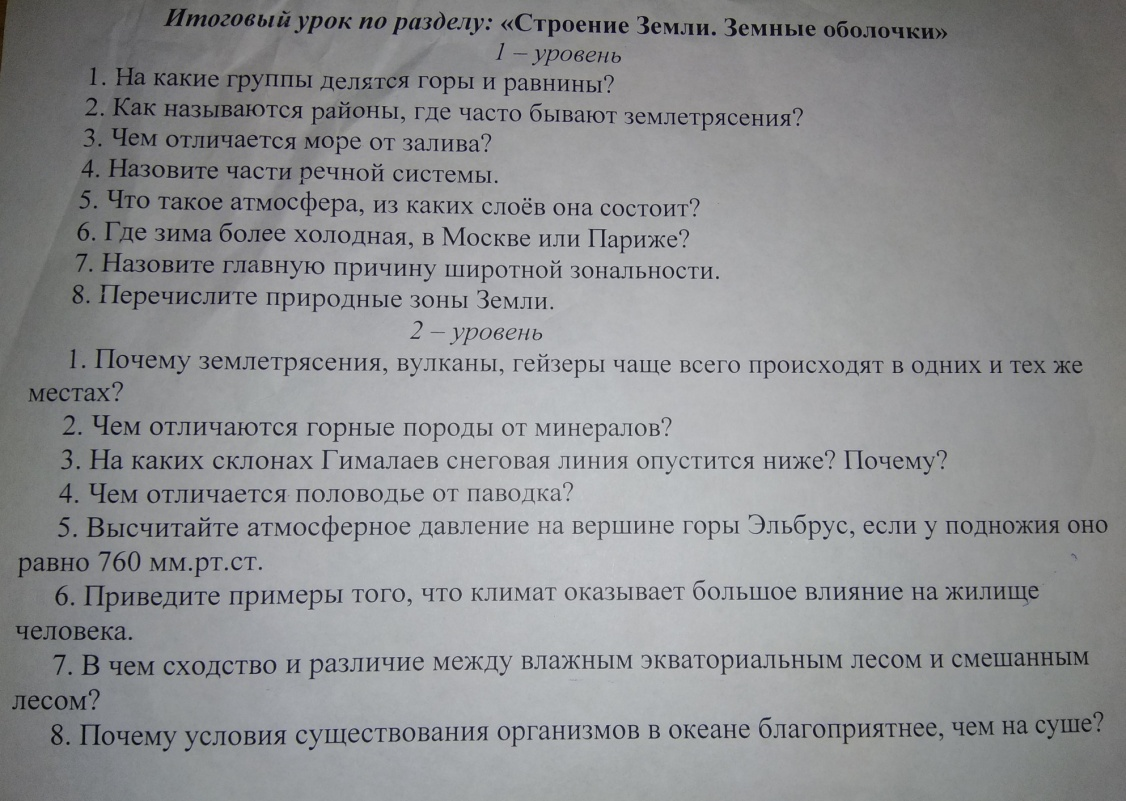 Итоговый урок по разделу: «Строение Земли. Земные оболочки»
1 – уровень
1. На какие группы делятся горы и равнины?
2. Как называются районы, где часто бывают землетрясения?
3. Чем отличается море от залива?
4. Назовите части речной системы.
5. Что такое атмосфера, из каких слоёв она состоит?
6. Где зима более холодная, в Москве или Париже?
7. Назовите главную причину широтной зональности.
8. Перечислите природные зоны Земли.
2 – уровень
1. Почему землетрясения, вулканы, гейзеры чаще всего происходят в одних и тех же
местах?
2. Чем отличаются горные породы от минералов?
3. На каких склонах Гималаев снеговая линия опустится ниже? Почему?
4. Чем отличается половодье от паводка?
5. Высчитайте атмосферное давление на вершине горы Эльбрус, если у подножия оно
равно 760 мм.рт.ст.
6. Приведите примеры того, что климат оказывает большое влияние на жилище
человека.
7. В чем сходство и различие между влажным экваториальным лесом и смешанным
лесом?
8. Почему условия существования организмов в океане благоприятнее, чем на суше?